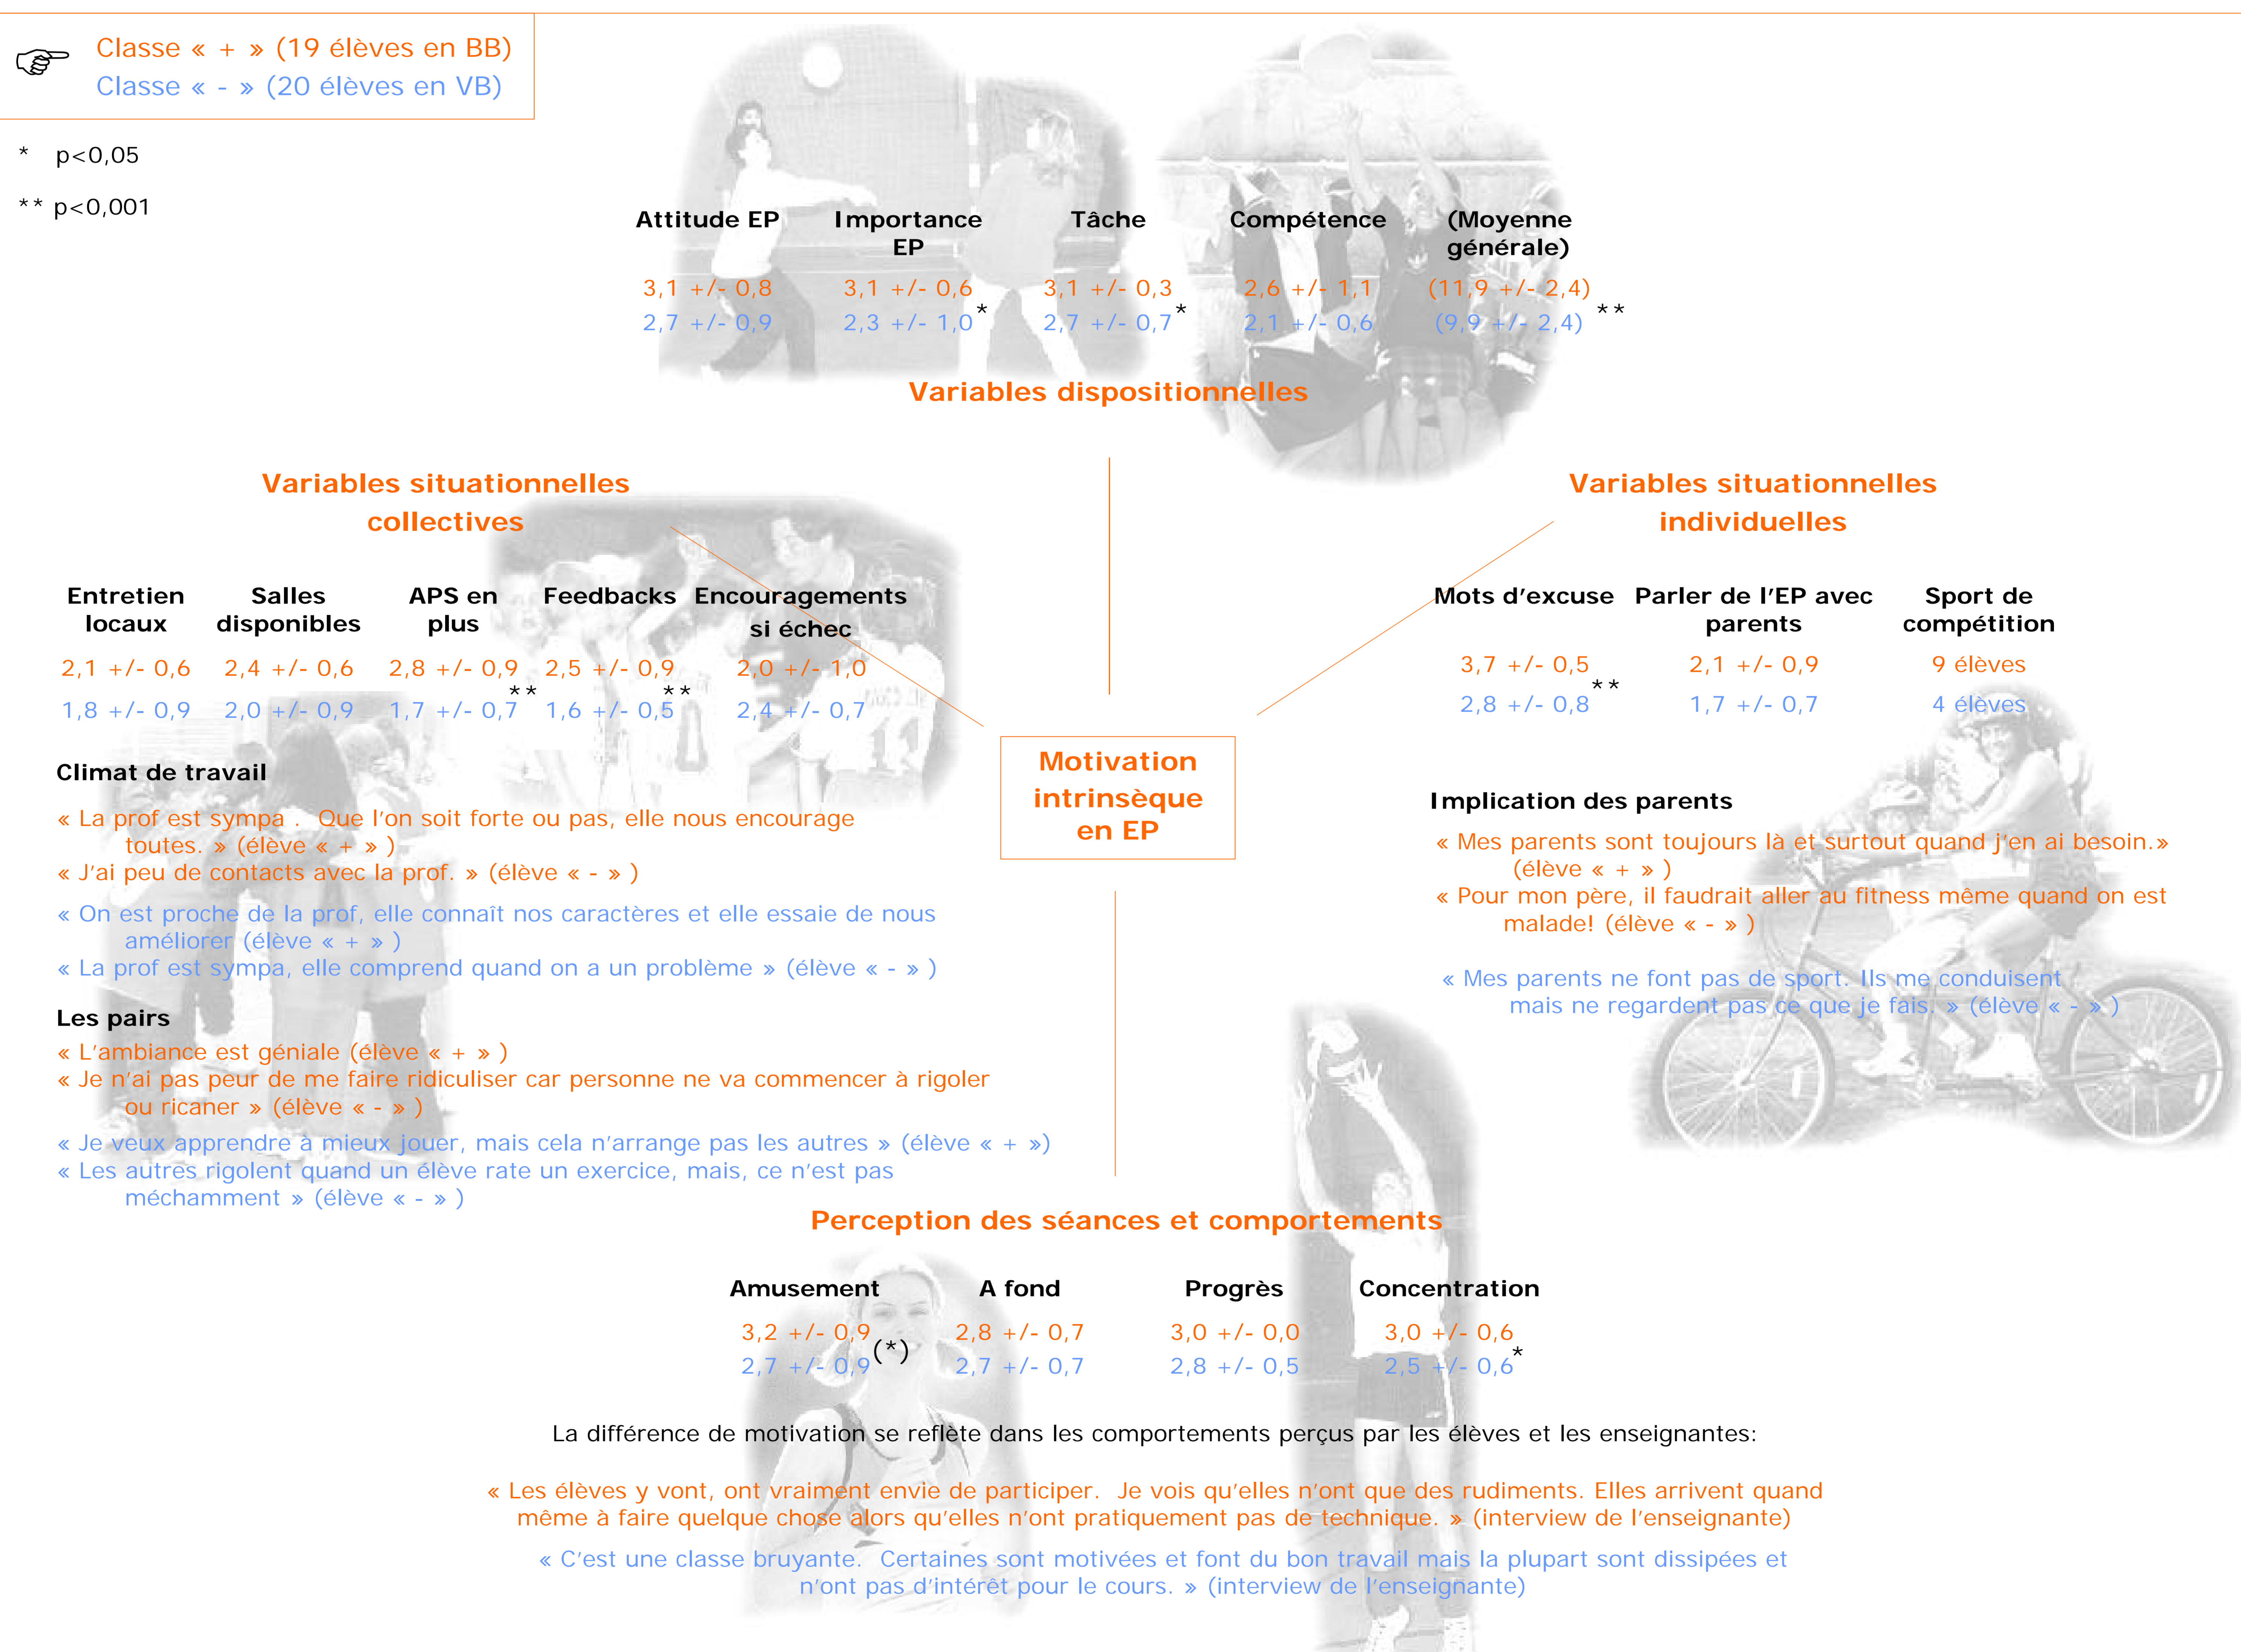 Classe « + » (19 élèves en BB)
Classe « - » (20 élèves en VB)
* p<0,05
** p<0,001
Attitude EP Importance EP Tâche Compétence (Moyenne générale)
3,1 +/- 0,8 3,1 +/- 0,6 3,1 +/- 0,3 2,6 +/- 1,1 (11,9 +/- 2,4)
* * **
2,7 +/- 0,9 2,3 +/- 1,0 2,7 +/- 0,7 2,1 +/- 0,6 (9,9 +/- 2,4)
Variables dispositionnelles
Variables situationnelles
collectives
Entretien locaux Salles disponibles APS en plus Feedbacks Encouragements si échec
2,1 +/- 0,6 2,4 +/- 0,6 2,8 +/- 0,9 2,5 +/- 0,9 2,0 +/- 1,0
** **
1,8 +/- 0,9 2,0 +/- 0,9 1,7 +/- 0,7 1,6 +/- 0,5 2,4 +/- 0,7
Climat de travail
« La prof est sympa . Que l'on soit forte ou pas, elle nous encourage
toutes. » (élève « + » )
« J'ai peu de contacts avec la prof. » (élève « - » )
« On est proche de la prof, elle connaît nos caractères et elle essaie de nous
améliorer (élève « + » )
« La prof est sympa, elle comprend quand on a un problème » (élève « - » )
Les pairs
« L'ambiance est géniale (élève « + » )
« Je n'ai pas peur de me faire ridiculiser car personne ne va commencer à rigoler
ou ricaner » (élève « - » )
« Je veux apprendre à mieux jouer, mais cela n'arrange pas les autres » (élève « + »)
« Les autres rigolent quand un élève rate un exercice, mais, ce n'est pas
méchamment » (élève « - » )
Motivation
intrinsèque
en EP
Variables situationnelles
individuelles
Mots d'excuse Parler de l'EP avec parents Sport de compétition
3,7 +/- 0,5 2,1 +/- 0,9 9 élèves
**
2,8 +/- 0,8 1,7 +/- 0,7 4 élèves
Implication des parents
« Mes parents sont toujours là et surtout quand j'en ai besoin.»
(élève « + » )
« Pour mon père, il faudrait aller au fitness même quand on est
malade! (élève « - » )
« Mes parents ne font pas de sport. Ils me conduisent
mais ne regardent pas ce que je fais. » (élève « - » )
Perception des séances et comportements
Amusement A fond Progrès Concentration
3,2 +/- 0,9 2,8 +/- 0,7 3,0 +/- 0,0 3,0 +/- 0,6
(*) *
2,7 +/- 0,9 2,7 +/- 0,7 2,8 +/- 0,5 2,5 +/- 0,6
La différence de motivation se reflète dans les comportements perçus par les élèves et les enseignantes:
« Les élèves y vont, ont vraiment envie de participer. Je vois qu'elles n'ont que des rudiments. Elles arrivent quand
même à faire quelque chose alors qu'elles n'ont pratiquement pas de technique. » (interview de l'enseignante)
« C'est une classe bruyante. Certaines sont motivées et font du bon travail mais la plupart sont dissipées et
n'ont pas d'intérêt pour le cours. » (interview de l'enseignante)